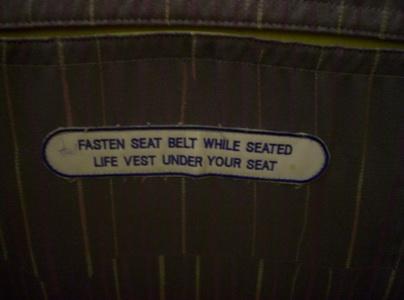 FASTEN SEAT BELT WHILE SEATED
LIFE VEST UNDER YOUR SEAT